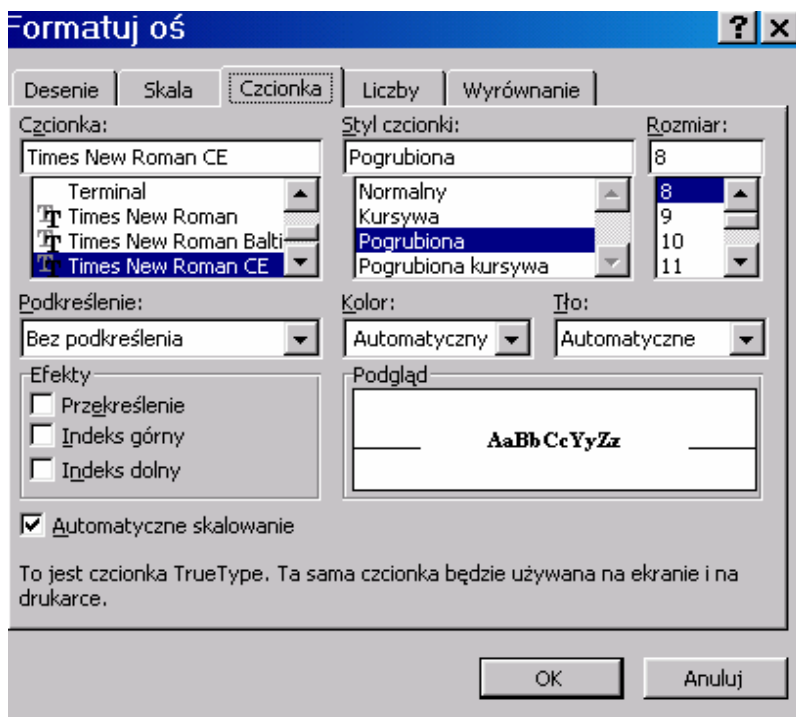 Formatuj oś
Desenie Skala Czcionka Liczby Wyrównanie
Czcionka: Styl czcionki: Rozmiar:
Times New Roman CE Pogrubiona 8
Terminal Normalny 8
Times New Roman Kursywa 9
Times New Roman Balti Pogrubiona 10
Times New Roman CE Pogrubiona kursywa 11
Podkreślenie: Kolor: Tło:
Bez podkreślenia Automatyczny Automatyczne
Efekty Podgląd
Przekreślenie
Indeks górny AaBbCcYyZz
Indeks dolny
Automatyczne skalowanie
To jest czcionka TrueType. Ta sama czcionka będzie używana na ekranie i na
drukarce.
OK Anuluj